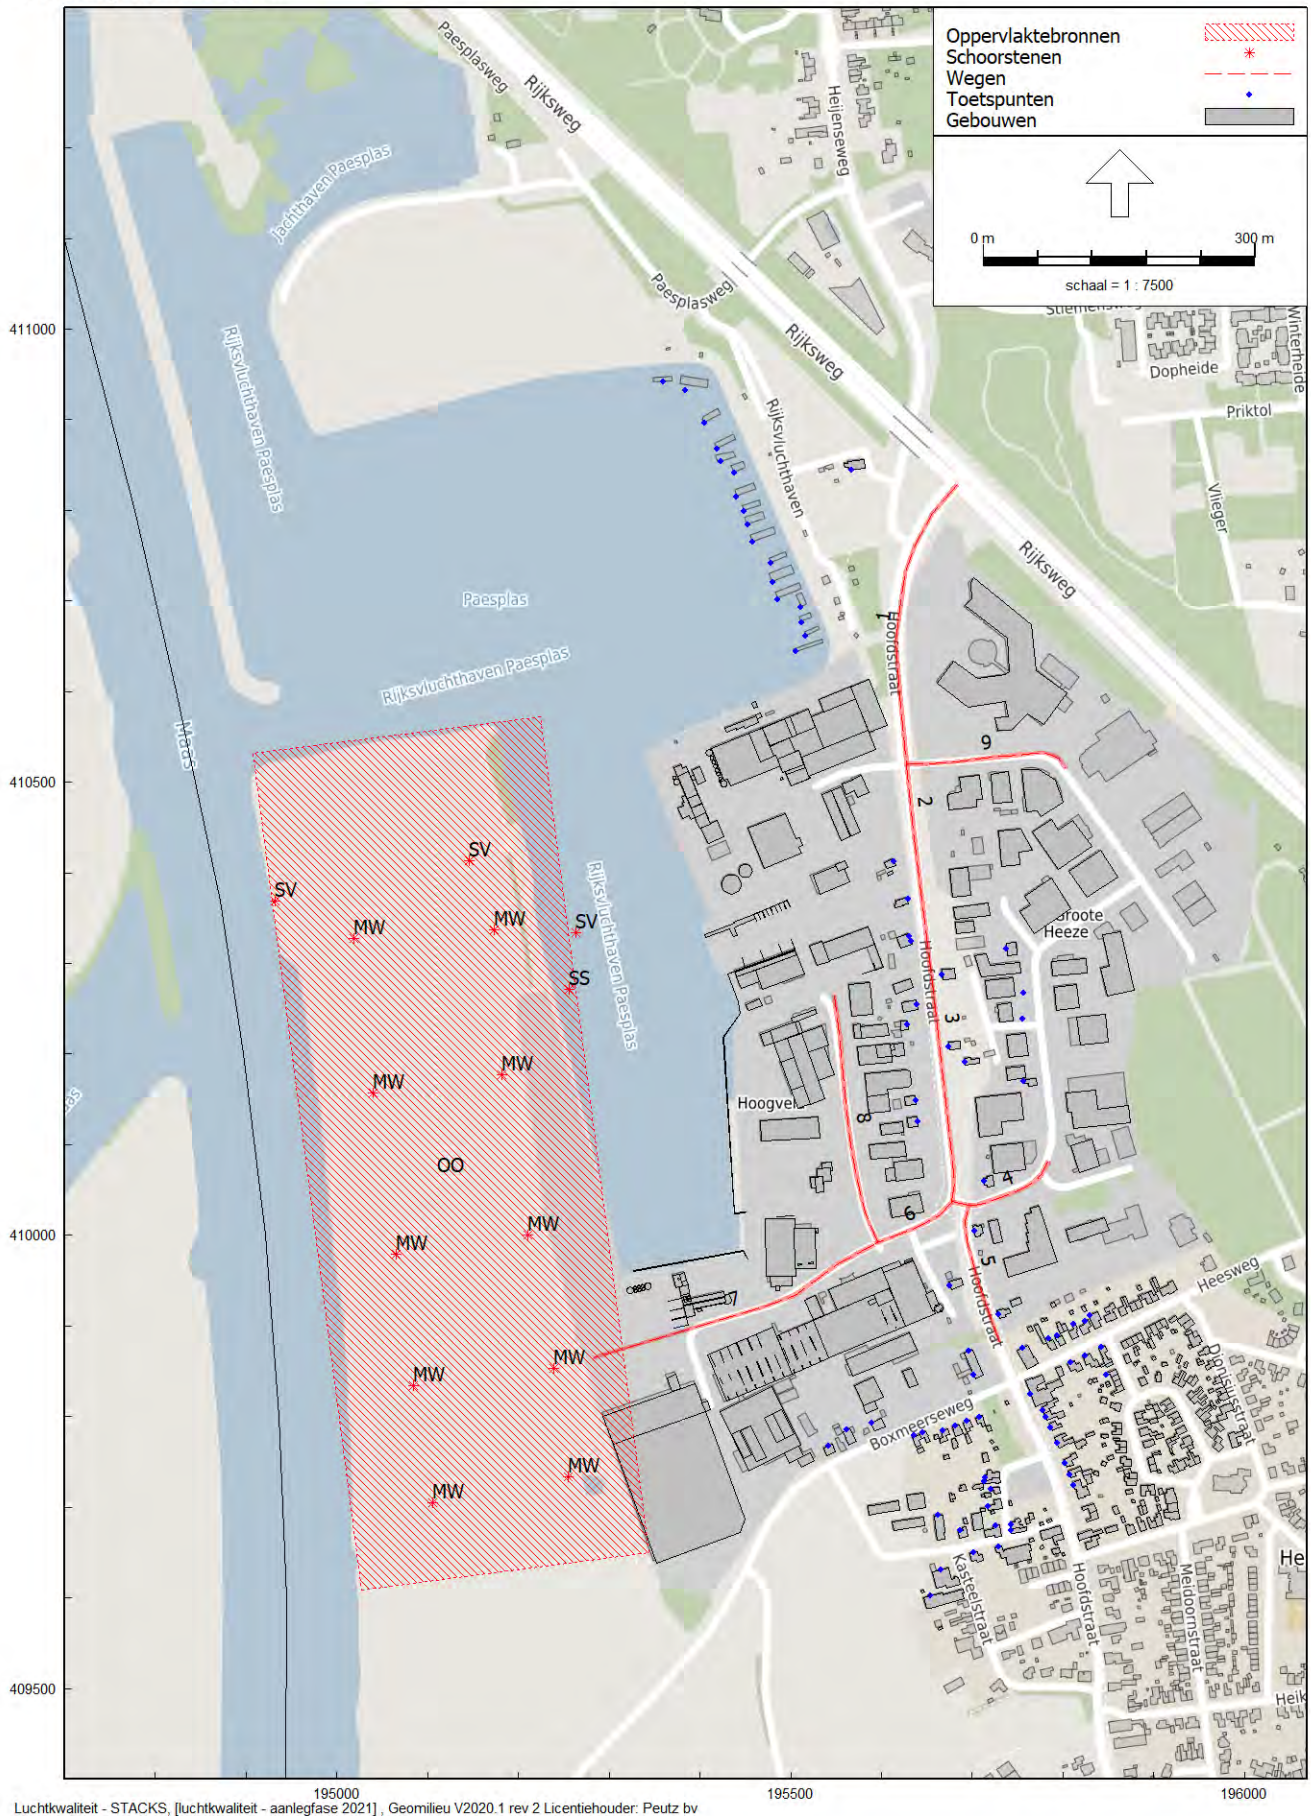 Oppervlaktebronnen
Schoorstenen
Wegen
Toetspunten
Gebouwen
0 m 300 m
schaal = 1 : 7500
Paesplasweg
Rijksweg
Heijenseweg
Jachthaven Paesplas
Paesplasweg
Stiemensweg
Winterheide
411000
Rijksvluchthaven Paesplas
Rijksweg
Dopheide
Priktol
Rijksvluchthaven
Vlieger
Rijksweg
Paesplas
1
Hoofdstraat
Rijksvluchthaven Paesplas
Maas
9
410500
2
SV
SV
Rijksvluchthaven Paesplas
MW
MW
SV
Groote
Heeze
Hoofdstraat
SS
3
MW
MW
Hoogveld
8
OO
4
6
410000
MW
MW
5
Hoofdstraat
Heesweg
7
MW
MW
Dionisiusstraat
Boxmeerseweg
MW
MW
Kasteelstraat
Hoofdstraat
Meidoornstraat
He
409500
Heik
195000 195500 196000
Luchtkwaliteit - STACKS, [luchtkwaliteit - aanlegfase 2021] , Geomilieu V2020.1 rev 2 Licentiehouder: Peutz bv